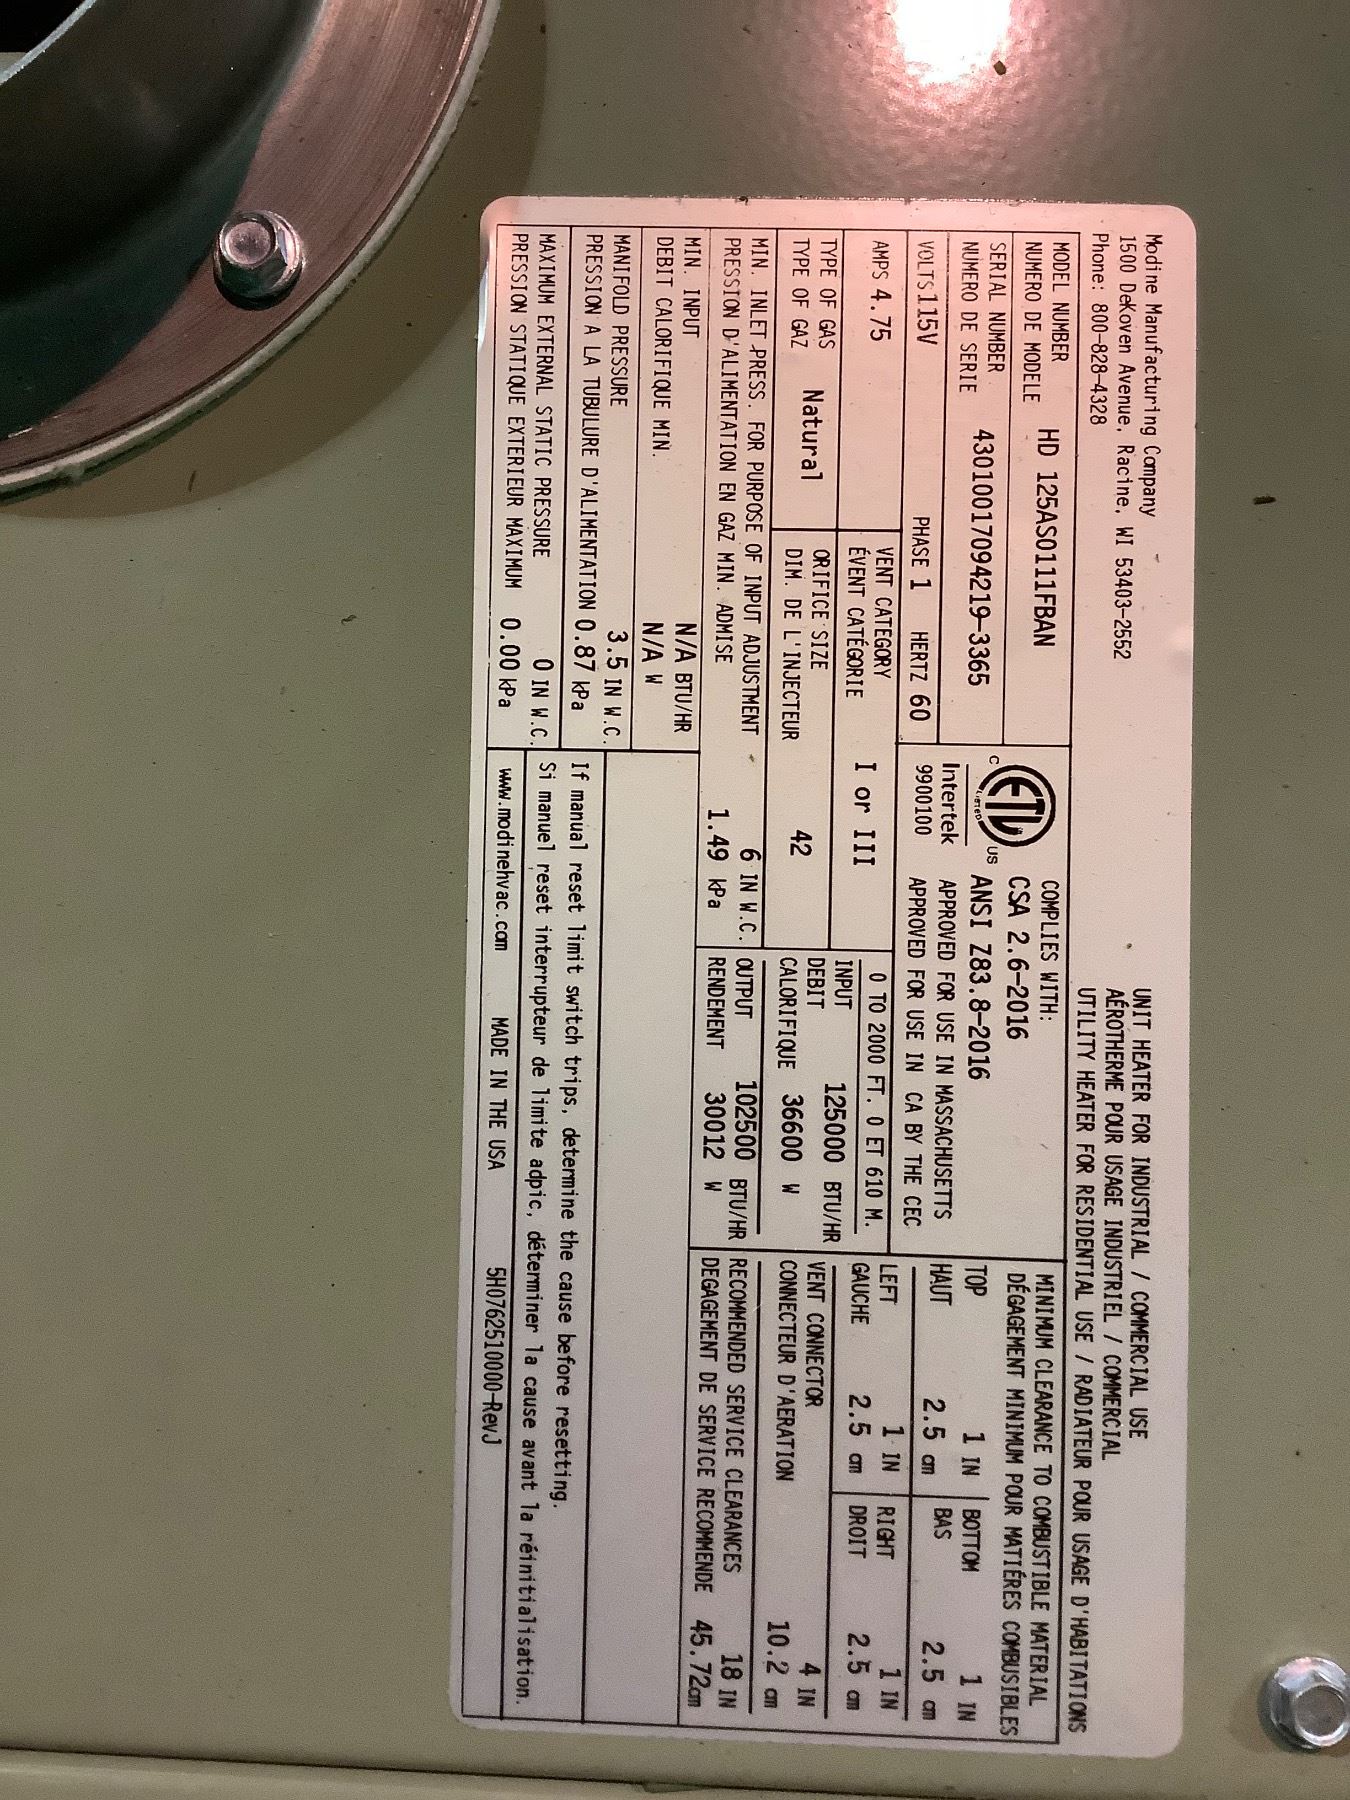 Modine Manufacturing Company
1500 DeKoven Avenue, Racine, WI 53403-2552
Phone: 800-828-4328
UNIT HEATER FOR INDUSTRIAL / COMMERCIAL USE
AÉROTHERME POUR USAGE INDUSTRIEL / COMMERCIAL
UTILITY HEATER FOR RESIDENTIAL USE / RADIATEUR POUR USAGE D'HABITATIONS
MODEL NUMBER
NUMERO DE MODELE HD 125AS0111FBAN
SERIAL NUMBER
NUMERO DE SERIE 43010017094219-3365
VOLTS 115V PHASE 1 HERTZ 60
C ETL LISTED US
Intertek
9900100
COMPLIES WITH:
CSA 2.6-2016
ANSI Z83.8-2016
APPROVED FOR USE IN MASSACHUSETTS
APPROVED FOR USE IN CA BY THE CEC
MINIMUM CLEARANCE TO COMBUSTIBLE MATERIAL
DÉGAGEMENT MINIMUM POUR MATIÉRES COMBUSIBLES
TOP 1 IN BOTTOM 1 IN
HAUT 2.5 cm BAS 2.5 cm
LEFT 1 IN RIGHT 1 IN
GAUCHE 2.5 cm DROIT 2.5 cm
VENT CONNECTOR 4 IN
CONNECTEUR D'AERATION 10.2 cm
RECOMMENDED SERVICE CLEARANCES 18 IN
DEGAGEMENT DE SERVICE RECOMMENDE 45.72cm
AMPS 4.75
VENT CATEGORY
ÉVENT CATÉGORIE I or III
TYPE OF GAS
TYPE OF GAZ Natural
ORIFICE SIZE
DIM. DE L'INJECTEUR 42
0 TO 2000 FT. 0 ET 610 M.
INPUT 125000 BTU/HR
DEBIT
CALORIFIQUE 36600 W
OUTPUT 102500 BTU/HR
RENDEMENT 30012 W
MIN. INLET PRESS. FOR PURPOSE OF INPUT ADJUSTMENT 6 IN W.C.
PRESSION D'ALIMENTATION EN GAZ MIN. ADMISE 1.49 kPa
MIN. INPUT N/A BTU/HR
DEBIT CALORIFIQUE MIN. N/A W
MANIFOLD PRESSURE 3.5 IN W.C.
PRESSION A LA TUBULURE D'ALIMENTATION 0.87 kPa
MAXIMUM EXTERNAL STATIC PRESSURE 0 IN W.C.
PRESSION STATIQUE EXTERIEUR MAXIMUM 0.00 kPa
If manual reset limit switch trips, determine the cause before resetting.
Si manuel reset interrupteur de limite adpic, déterminer la cause avant la réinitialisation.
www.modinehvac.com MADE IN THE USA 5H0762510000-RevJ